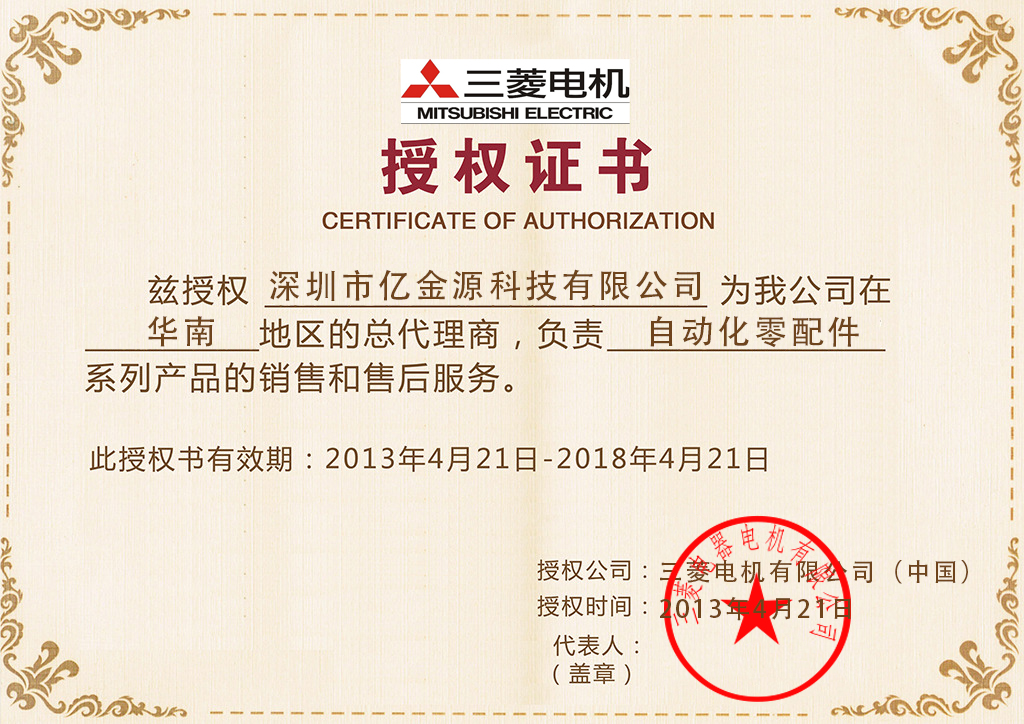 三菱电机
MITSUBISHI ELECTRIC
授权证书
CERTIFICATE OF AUTHORIZATION
兹授权 深圳市亿金源科技有限公司 为我公司在
华南 地区的总代理商，负责 自动化零配件
系列产品的销售和售后服务。
此授权书有效期：2013年4月21日-2018年4月21日
授权公司：三菱电机有限公司（中国）
授权时间：2013年4月21日
代表人：
（盖章）
三菱电器电机有限公司